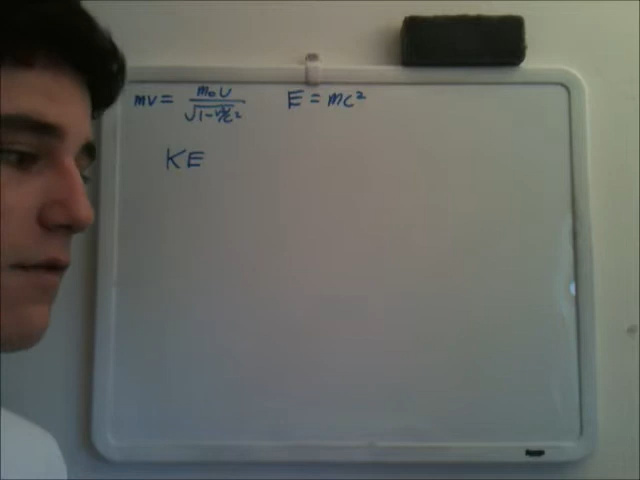 mv = m₀v / √1-v²/c² E = mc²
KE